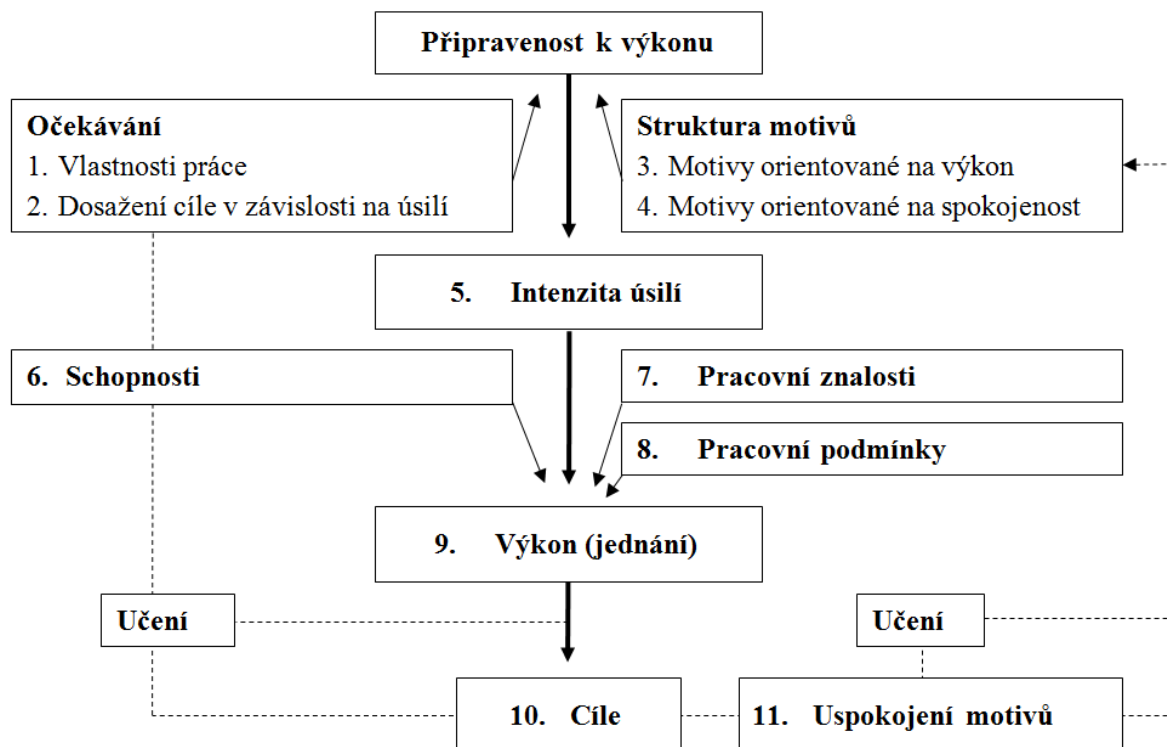 Připravenost k výkonu
Očekávání
1. Vlastnosti práce
2. Dosažení cíle v závislosti na úsilí
Struktura motivů
3. Motivy orientované na výkon
4. Motivy orientované na spokojenost
5. Intenzita úsilí
6. Schopnosti
7. Pracovní znalosti
8. Pracovní podmínky
9. Výkon (jednání)
Učení
Učení
10. Cíle
11. Uspokojení motivů